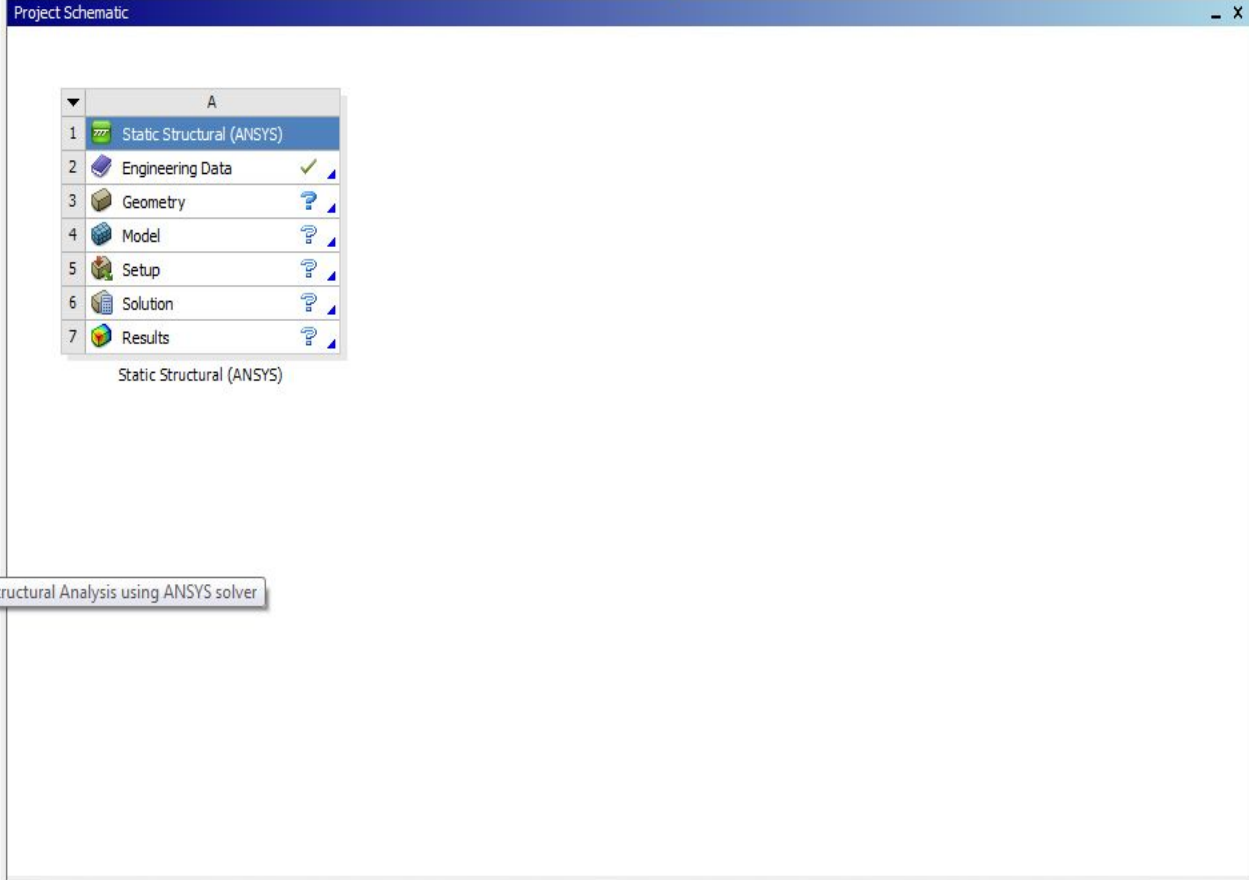 Project Schematic
A
1 Static Structural (ANSYS)
2 Engineering Data
3 Geometry
4 Model
5 Setup
6 Solution
7 Results
Static Structural (ANSYS)
ructural Analysis using ANSYS solver